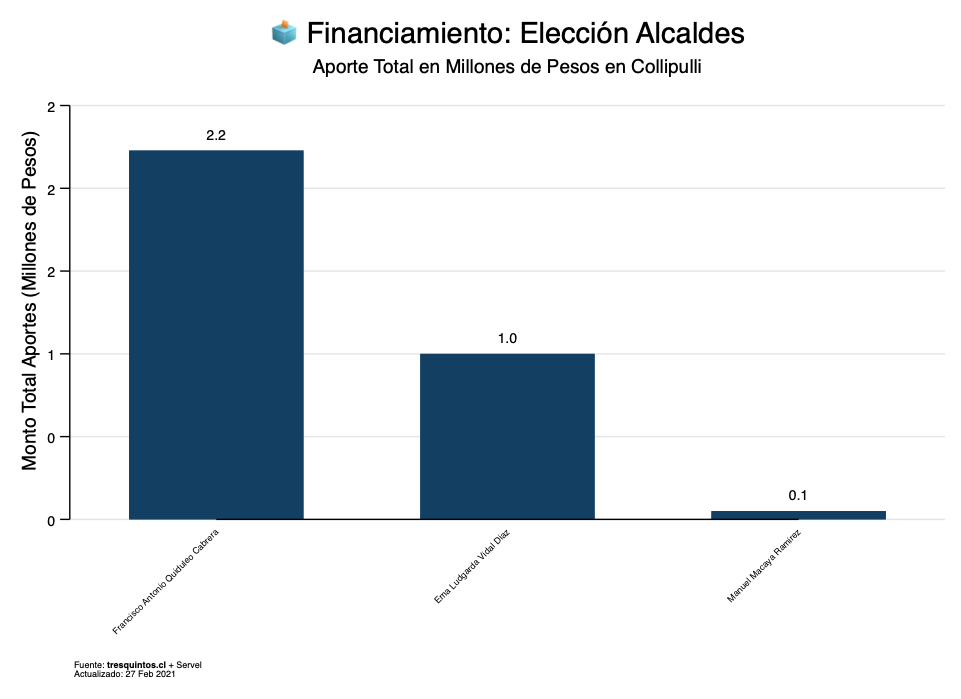 Financiamiento: Elección Alcaldes
Aporte Total en Millones de Pesos en Collipulli
Monto Total Aportes (Millones de Pesos)
2
2
2
1
0
0
2.2
1.0
0.1
Francisco Antonio Quiduleo Cabrera
Ema Ludgarda Vidal Diaz
Manuel Macaya Ramirez
Fuente: tresquintos.cl + Servel
Actualizado: 27 Feb 2021